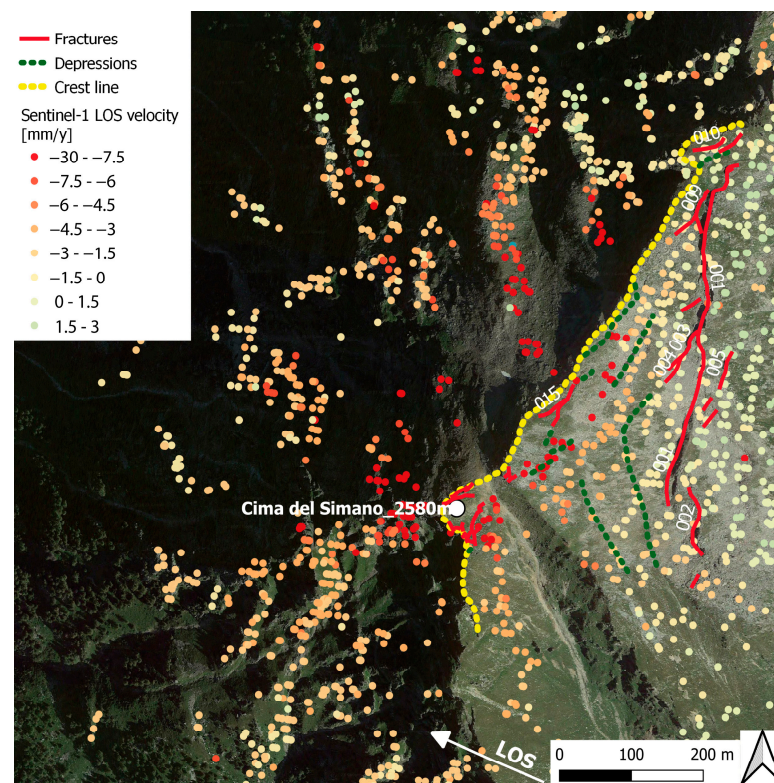 Fractures
Depressions
Crest line
Sentinel-1 LOS velocity
[mm/y]
−30 - −7.5
−7.5 - −6
−6 - −4.5
−4.5 - −3
−3 - −1.5
−1.5 - 0
0 - 1.5
1.5 - 3
010
009
001
003
004
005
015
001
002
Cima del Simano_2580m
LOS
0 100 200 m